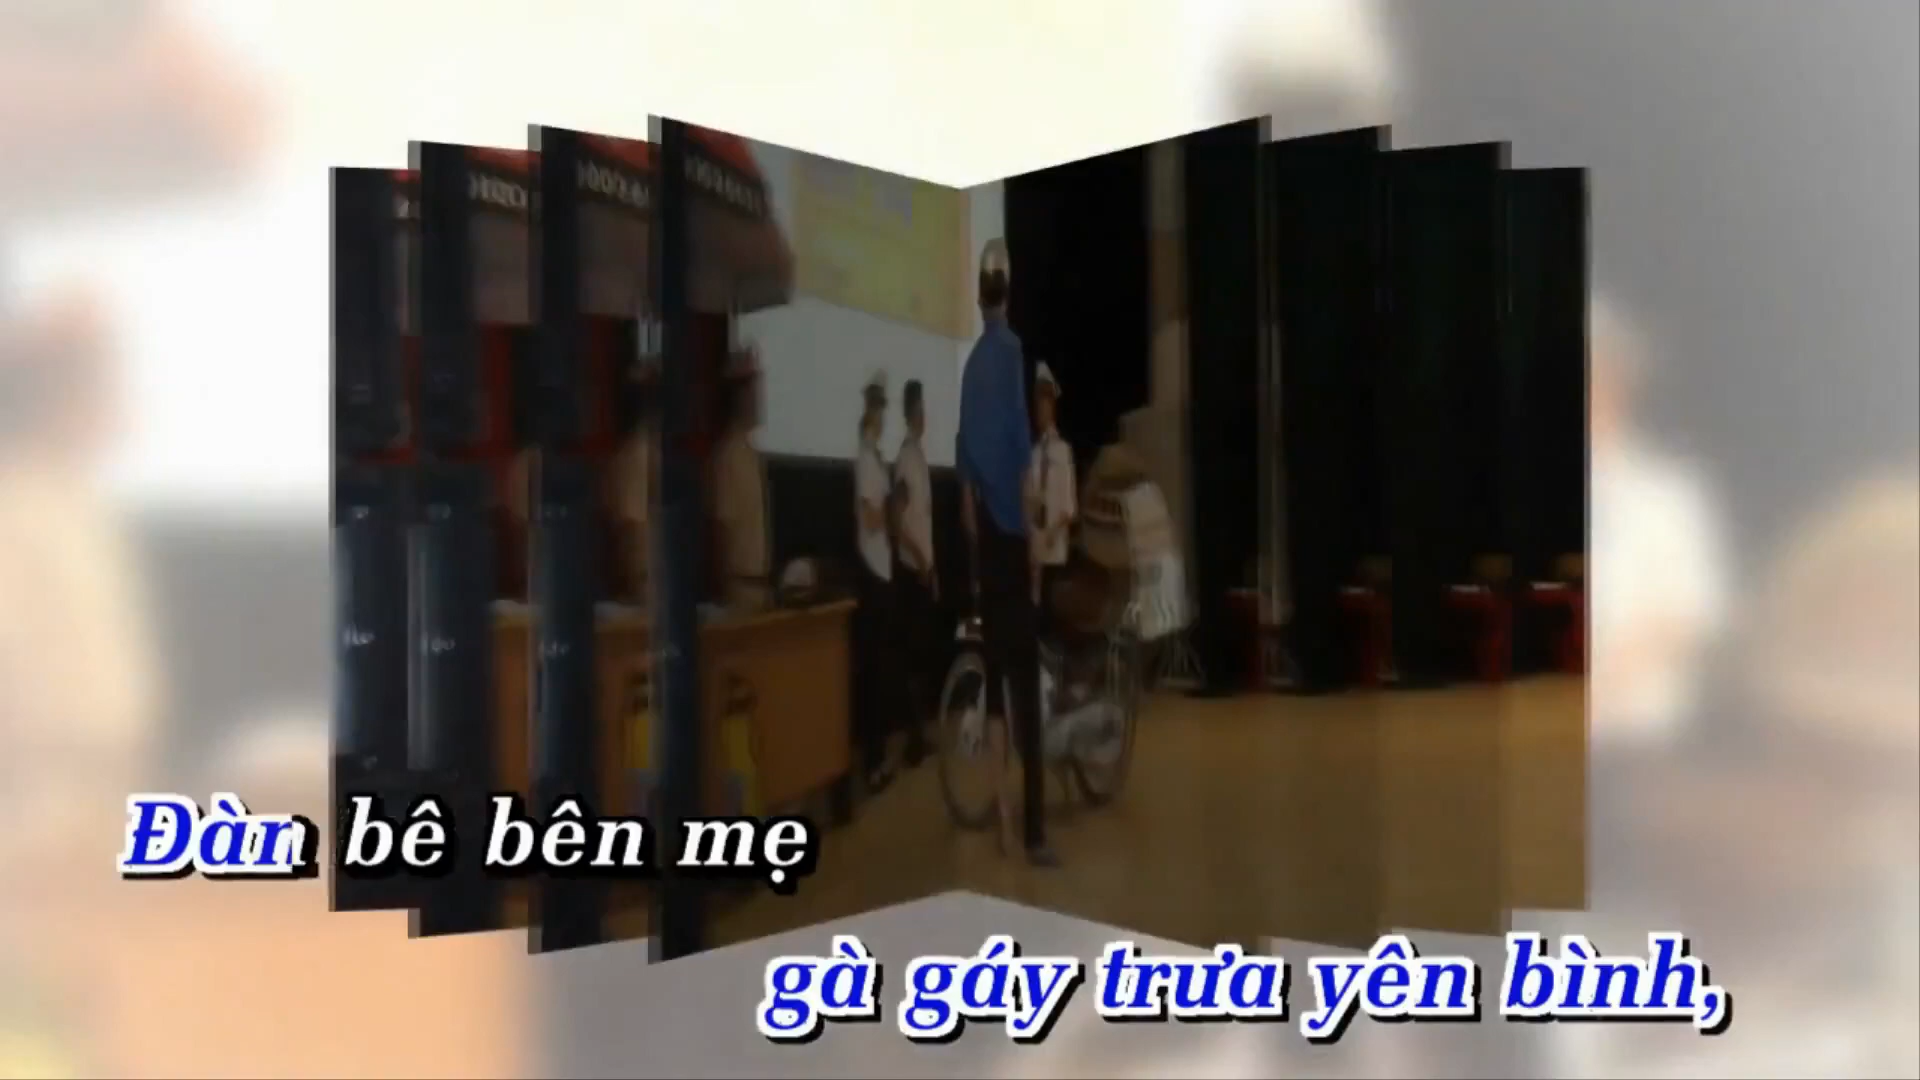 Đàn bê bên mẹ
gà gáy trưa yên bình,